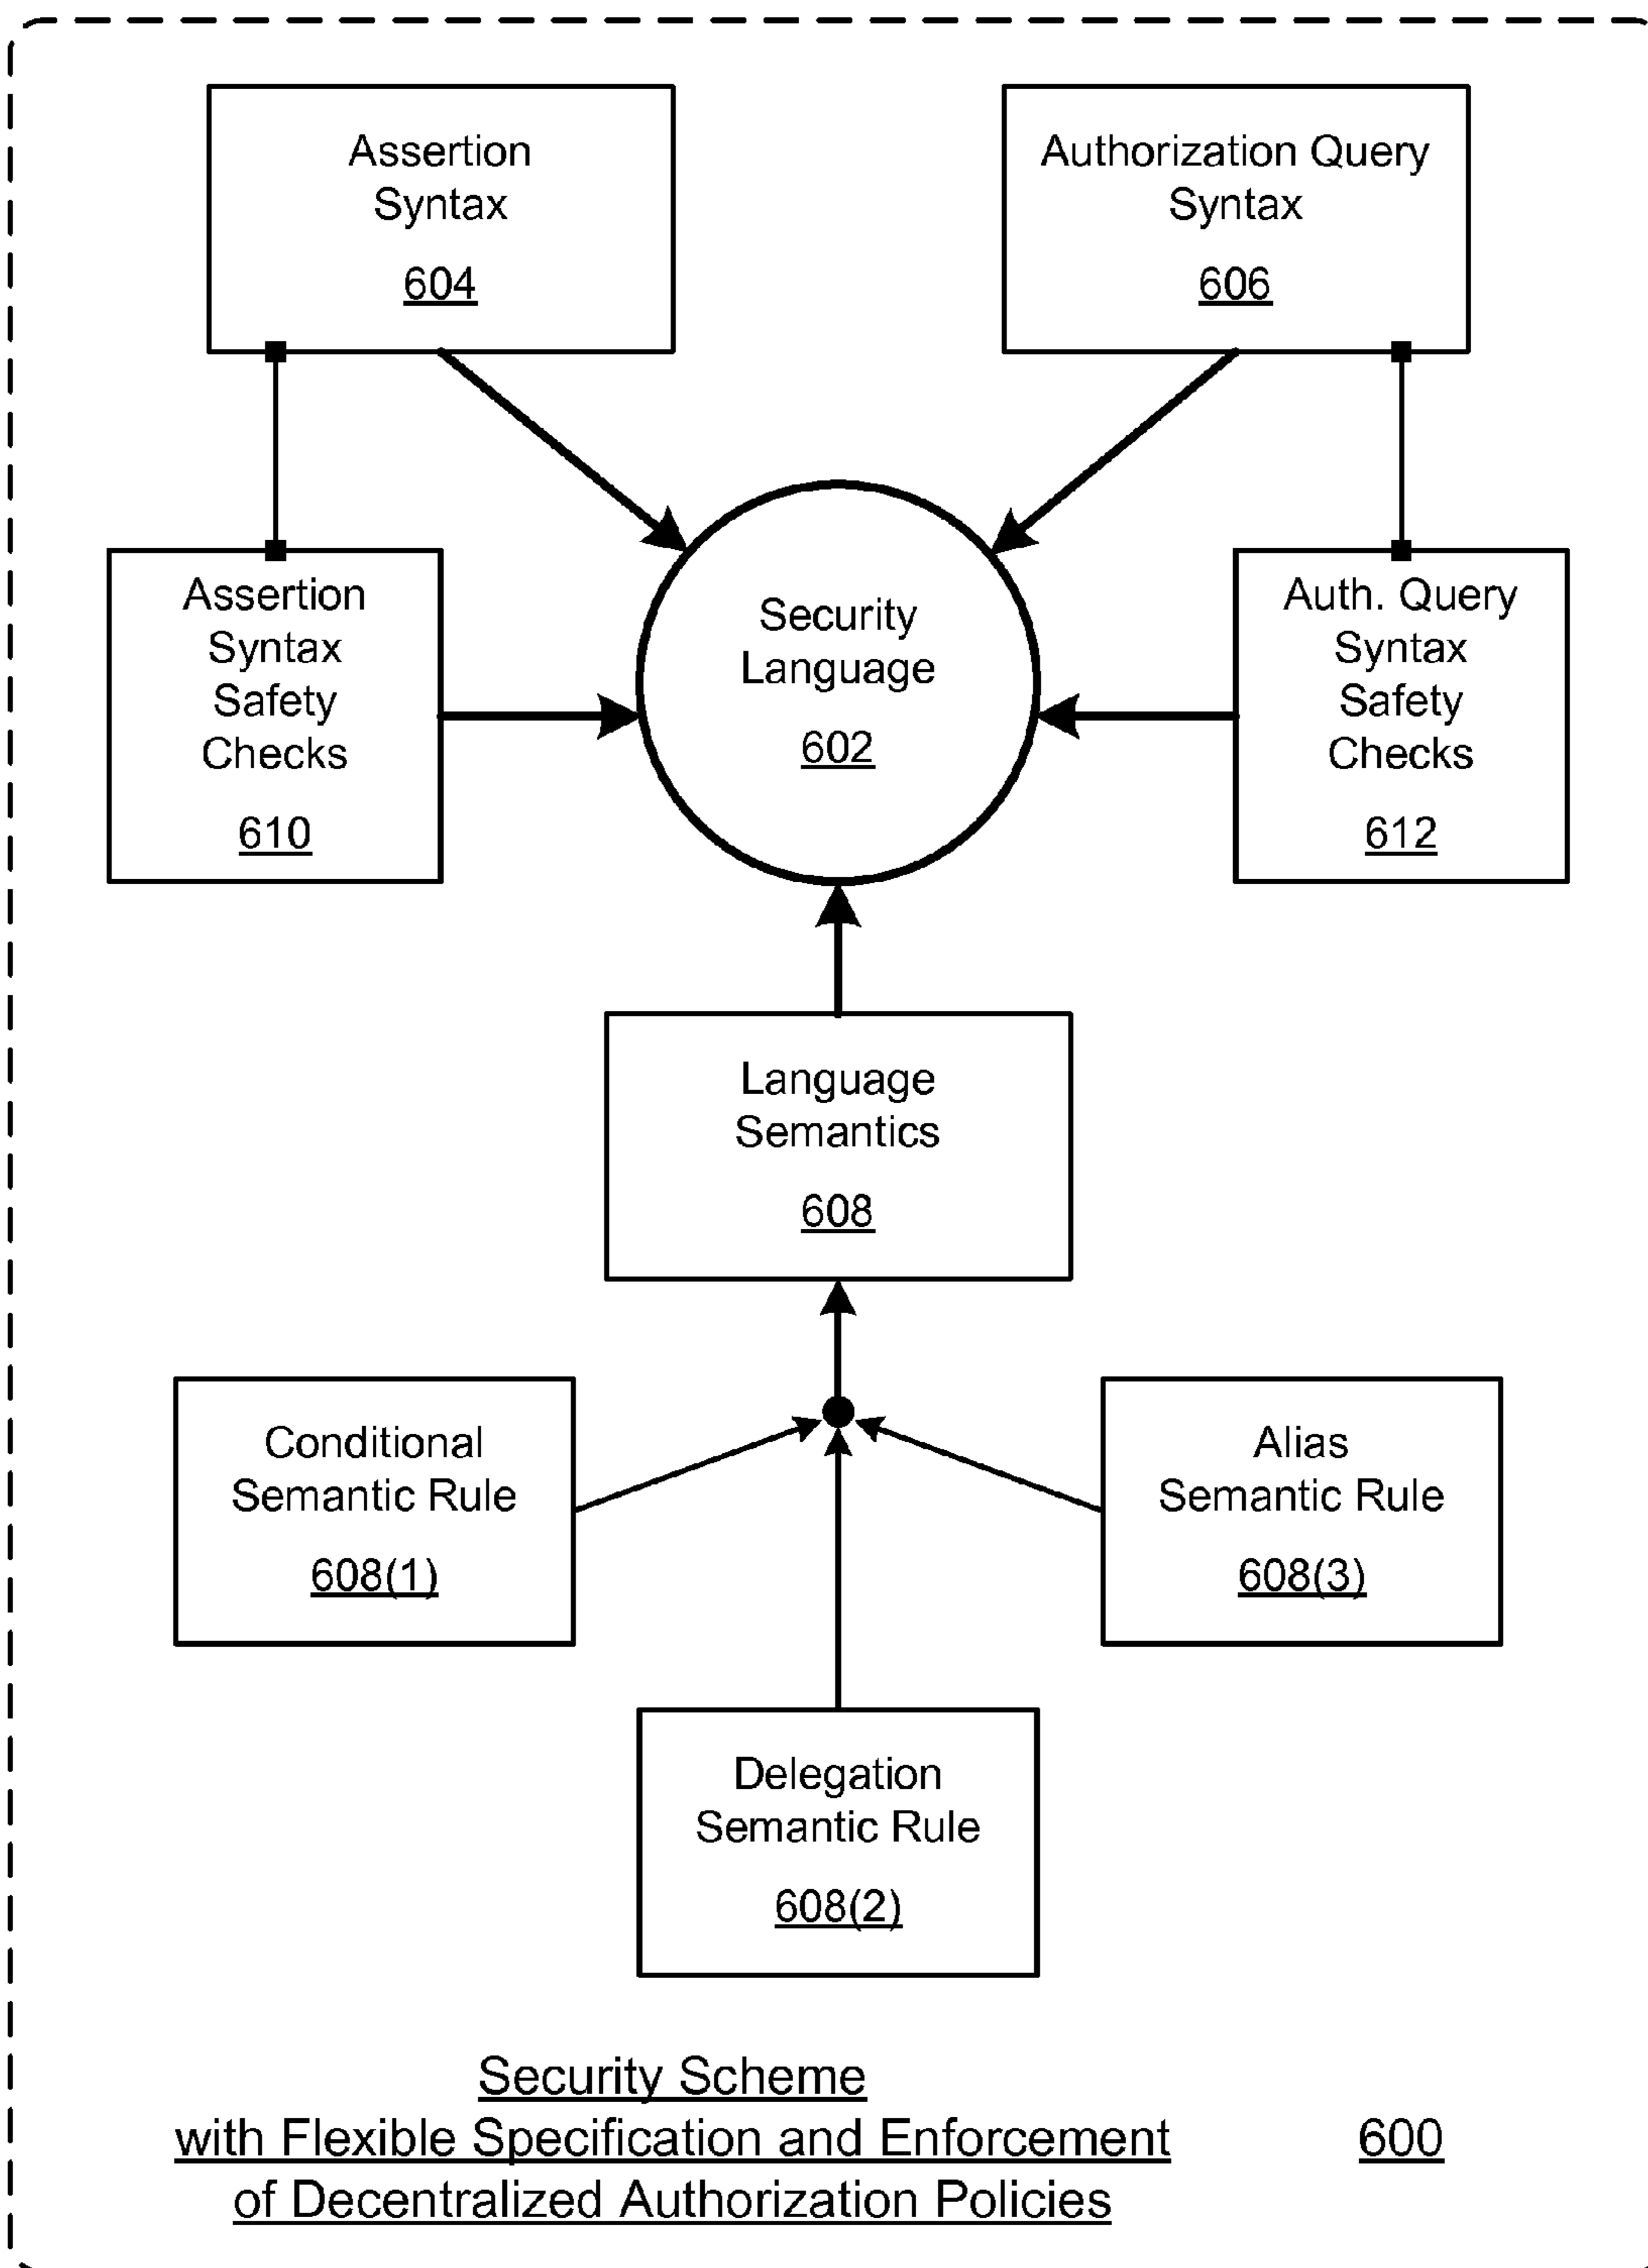 Assertion
Syntax
604
Authorization Query
Syntax
606
Assertion
Syntax
Safety
Checks
610
Security
Language
602
Auth. Query
Syntax
Safety
Checks
612
Language
Semantics
608
Conditional
Semantic Rule
608(1)
Alias
Semantic Rule
608(3)
Delegation
Semantic Rule
608(2)
Security Scheme
with Flexible Specification and Enforcement
of Decentralized Authorization Policies
600